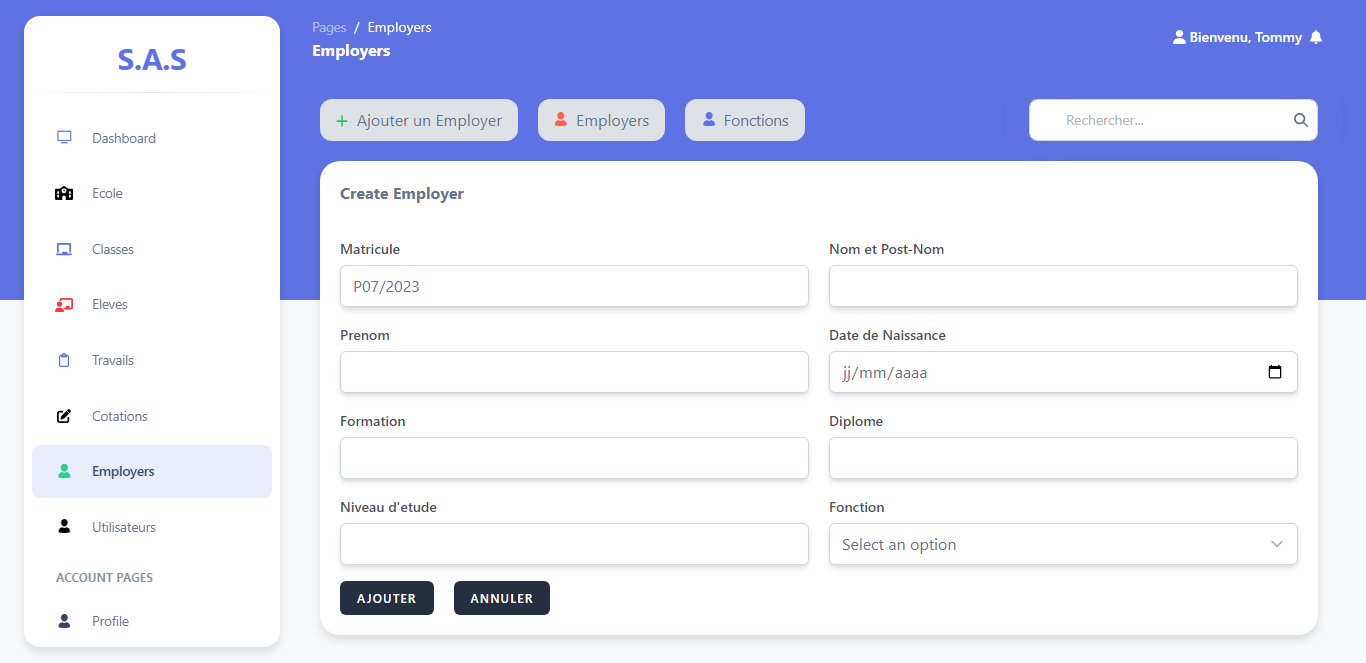 S.A.S
Dashboard
Ecole
Classes
Eleves
Travails
Cotations
Employers
Utilisateurs
ACCOUNT PAGES
Profile
Pages / Employers
Employers
Bienvenu, Tommy
+ Ajouter un Employer
Employers
Fonctions
Rechercher...
Create Employer
Matricule
P07/2023
Nom et Post-Nom
Prenom
Date de Naissance
jj/mm/aaaa
Formation
Diplome
Niveau d'etude
Fonction
Select an option
AJOUTER
ANNULER